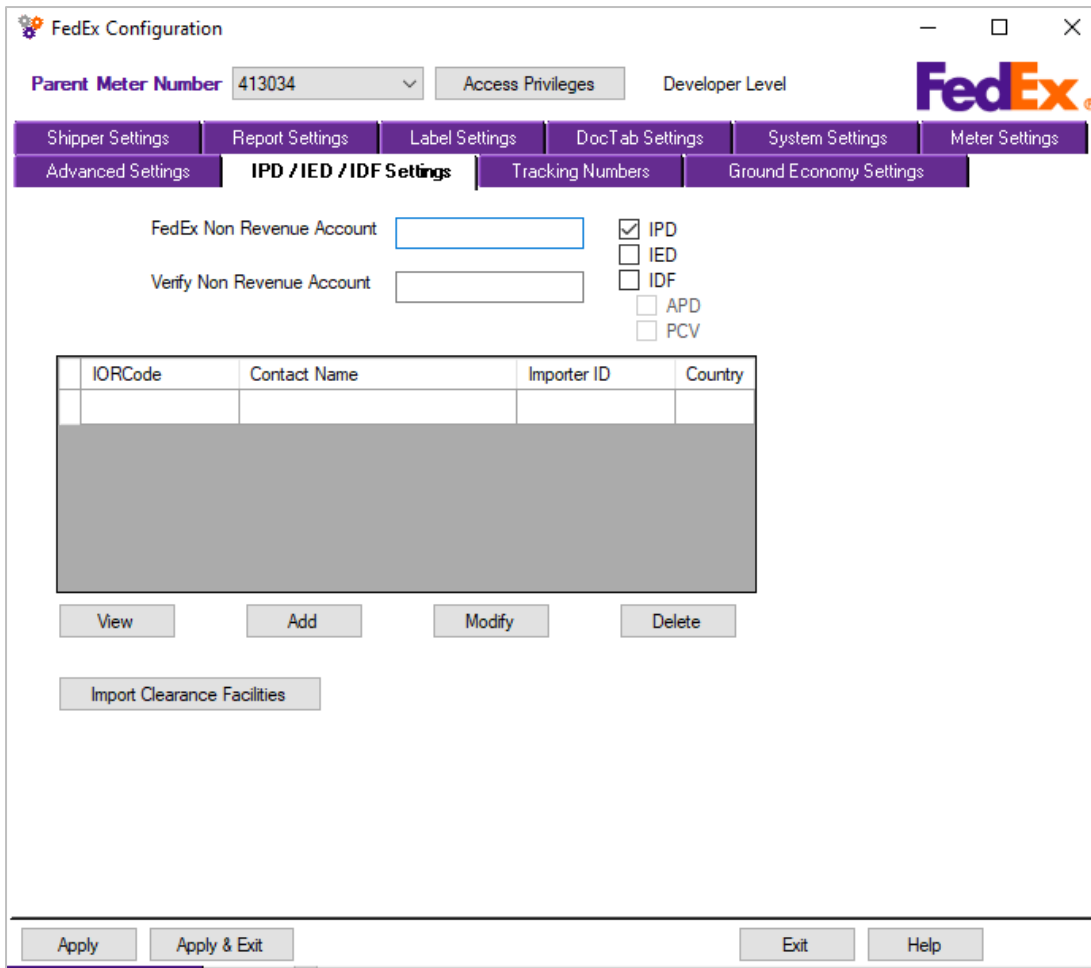 FedEx Configuration
Parent Meter Number 413034 Access Privileges Developer Level FedEx®
Shipper Settings Report Settings Label Settings DocTab Settings System Settings Meter Settings
Advanced Settings IPD / IED / IDF Settings Tracking Numbers Ground Economy Settings
FedEx Non Revenue Account IPD
IED
Verify Non Revenue Account IDF
APD
PCV
IORCode Contact Name Importer ID Country
View Add Modify Delete
Import Clearance Facilities
Apply Apply & Exit Exit Help